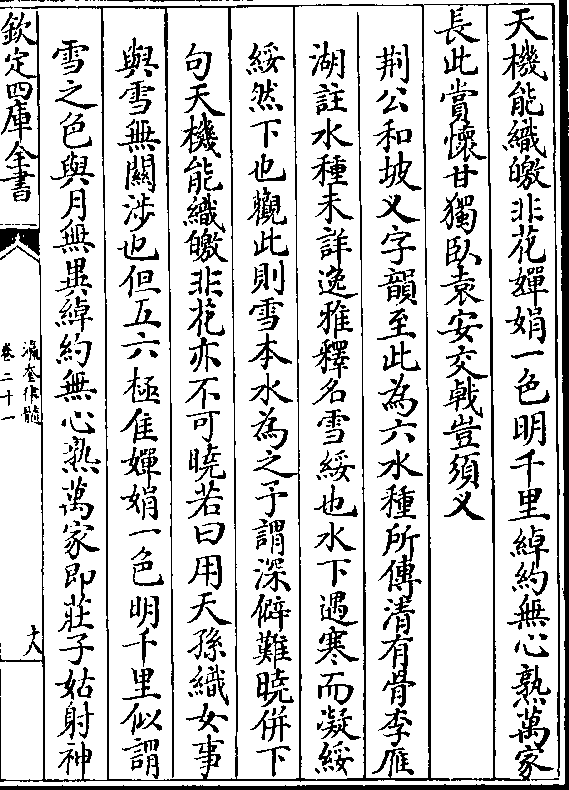 天機能織皦非花嬋娟一色明千里綽約無心熟萬家
長此賞懷甘獨臥袁安交戟豈須乂
荆公和坡乂字韻至此為六水種所傳清有骨李雁
湖註水種未詳逸雅釋名雪綏也水下遇寒而凝綏
綏然下也觀此則雪本水為之予謂深僻難曉併下
句天機能織皦非花亦不可曉若曰用天孫織女事
與雪無關涉也但五六極佳嬋娟一色明千里似謂
雪之色與月無異綽約無心熟萬家即莊子姑射神
欽定四庫全書
瀛奎律髓
卷二十一
十八